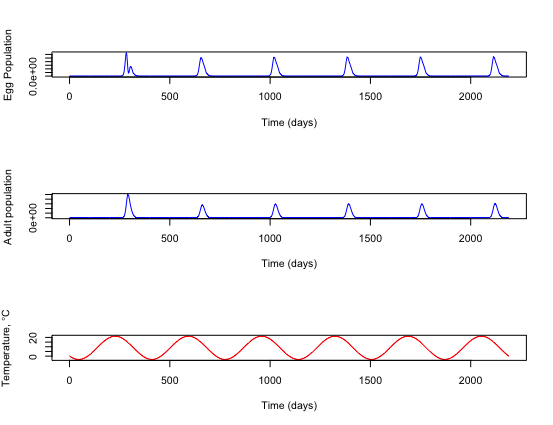 Egg Population
0.0e+00
0 500 1000 1500 2000
Time (days)
Adult population
0e+00
0 500 1000 1500 2000
Time (days)
Temperature, °C
20
0
0 500 1000 1500 2000
Time (days)